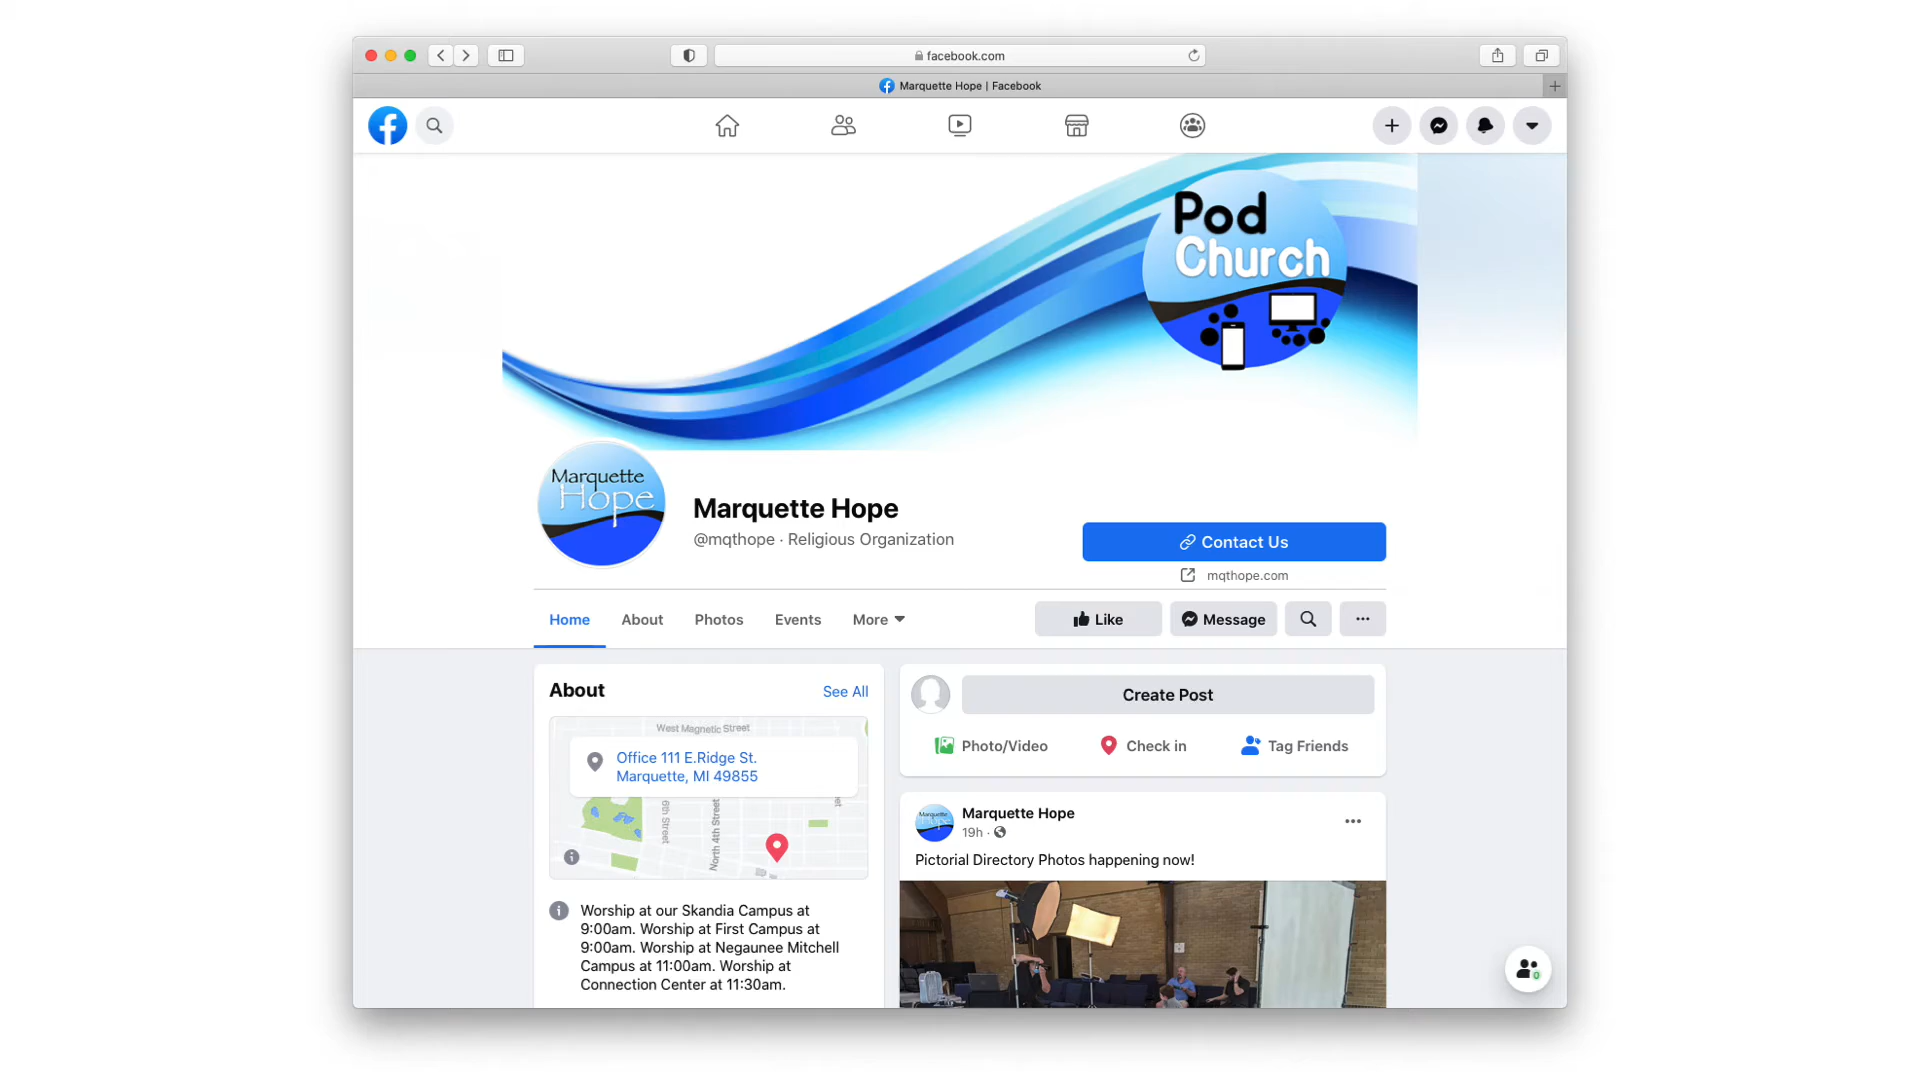 facebook.com
Marquette Hope | Facebook
Pod
Church
Marquette
Hope
Marquette Hope
@mqthope · Religious Organization
Contact Us
mqthope.com
Home
About
Photos
Events
More
Like
Message
About
See All
Create Post
West Magnetic Street
Office 111 E.Ridge St.
Marquette, MI 49855
6th Street
North 4th Street
Photo/Video
Check in
Tag Friends
Marquette Hope
19h ·
Pictorial Directory Photos happening now!
Worship at our Skandia Campus at
9:00am. Worship at First Campus at
9:00am. Worship at Negaunee Mitchell
Campus at 11:00am. Worship at
Connection Center at 11:30am.